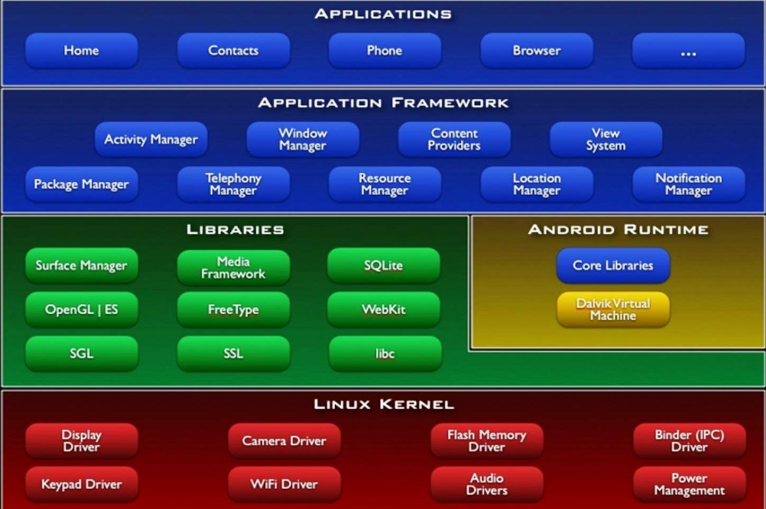 APPLICATIONS
Home
Contacts
Phone
Browser
...
APPLICATION FRAMEWORK
Activity Manager
Window
Manager
Content
Providers
View
System
Package Manager
Telephony
Manager
Resource
Manager
Location
Manager
Notification
Manager
LIBRARIES
Surface Manager
Media
Framework
SQLite
OpenGL | ES
FreeType
WebKit
SGL
SSL
libc
ANDROID RUNTIME
Core Libraries
Dalvik Virtual
Machine
LINUX KERNEL
Display
Driver
Camera Driver
Flash Memory
Driver
Binder (IPC)
Driver
Keypad Driver
WiFi Driver
Audio
Drivers
Power
Management